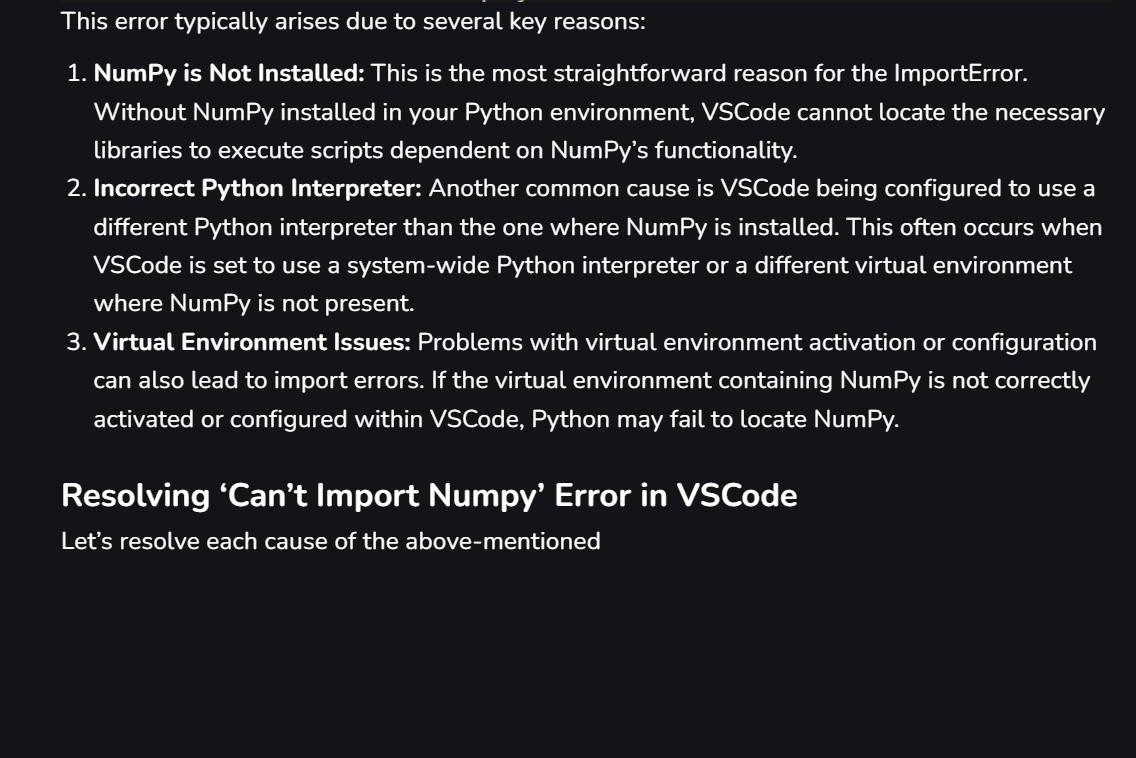 This error typically arises due to several key reasons:
1. NumPy is Not Installed: This is the most straightforward reason for the ImportError.
Without NumPy installed in your Python environment, VSCode cannot locate the necessary
libraries to execute scripts dependent on NumPy’s functionality.
2. Incorrect Python Interpreter: Another common cause is VSCode being configured to use a
different Python interpreter than the one where NumPy is installed. This often occurs when
VSCode is set to use a system-wide Python interpreter or a different virtual environment
where NumPy is not present.
3. Virtual Environment Issues: Problems with virtual environment activation or configuration
can also lead to import errors. If the virtual environment containing NumPy is not correctly
activated or configured within VSCode, Python may fail to locate NumPy.
Resolving ‘Can’t Import Numpy’ Error in VSCode
Let’s resolve each cause of the above-mentioned